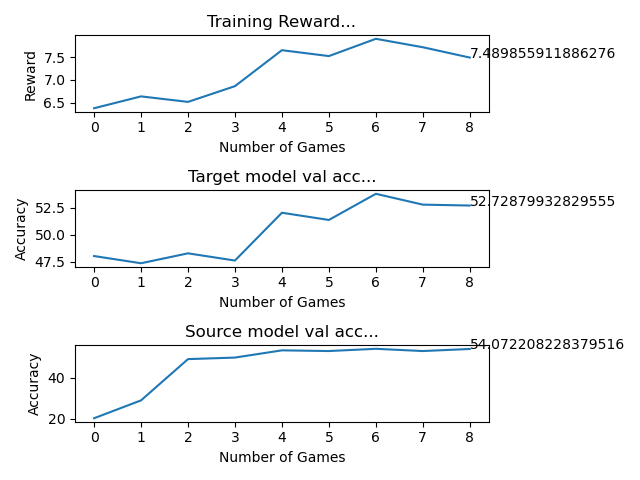 Training Reward...
7.5
7.0
6.5
Reward
7.489855911886276
0 1 2 3 4 5 6 7 8
Number of Games
Target model val acc...
52.5
50.0
47.5
Accuracy
52.72879932829555
0 1 2 3 4 5 6 7 8
Number of Games
Source model val acc...
40
20
Accuracy
54.072208228379516
0 1 2 3 4 5 6 7 8
Number of Games